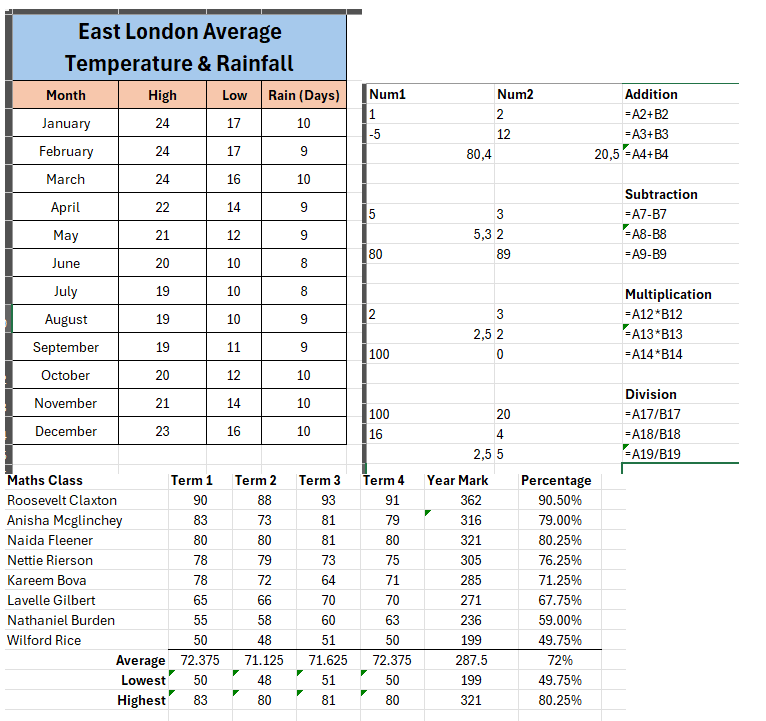 East London Average
Temperature & Rainfall
Month High Low Rain (Days)
January 24 17 10
February 24 17 9
March 24 16 10
April 22 14 9
May 21 12 9
June 20 10 8
July 19 10 8
August 19 10 9
September 19 11 9
October 20 12 10
November 21 14 10
December 23 16 10
Num1 Num2 Addition
1 2 =A2+B2
-5 12 =A3+B3
80,4 20,5 =A4+B4
Subtraction
5 3 =A7-B7
5,3 2 =A8-B8
80 89 =A9-B9
Multiplication
2 3 =A12*B12
2,5 2 =A13*B13
100 0 =A14*B14
Division
100 20 =A17/B17
16 4 =A18/B18
2,5 5 =A19/B19
Maths Class Term 1 Term 2 Term 3 Term 4 Year Mark Percentage
Roosevelt Claxton 90 88 93 91 362 90.50%
Anisha Mcglinchey 83 73 81 79 316 79.00%
Naida Fleener 80 80 81 80 321 80.25%
Nettie Rierson 78 79 73 75 305 76.25%
Kareem Bova 78 72 64 71 285 71.25%
Lavelle Gilbert 65 66 70 70 271 67.75%
Nathaniel Burden 55 58 60 63 236 59.00%
Wilford Rice 50 48 51 50 199 49.75%
Average 72.375 71.125 71.625 72.375 287.5 72%
Lowest 50 48 51 50 199 49.75%
Highest 83 80 81 80 321 80.25%